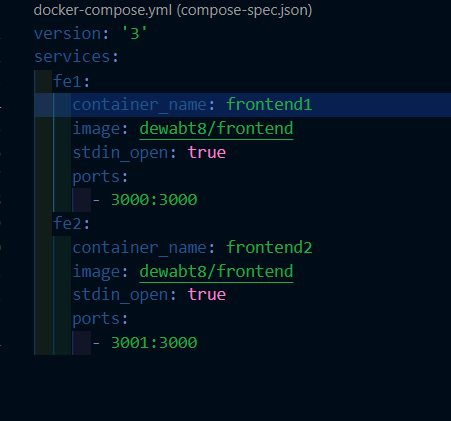 docker-compose.yml (compose-spec.json)
version: '3'
services:
  fe1:
    container_name: frontend1
    image: dewabt8/frontend
    stdin_open: true
    ports:
      - 3000:3000
  fe2:
    container_name: frontend2
    image: dewabt8/frontend
    stdin_open: true
    ports:
      - 3001:3000